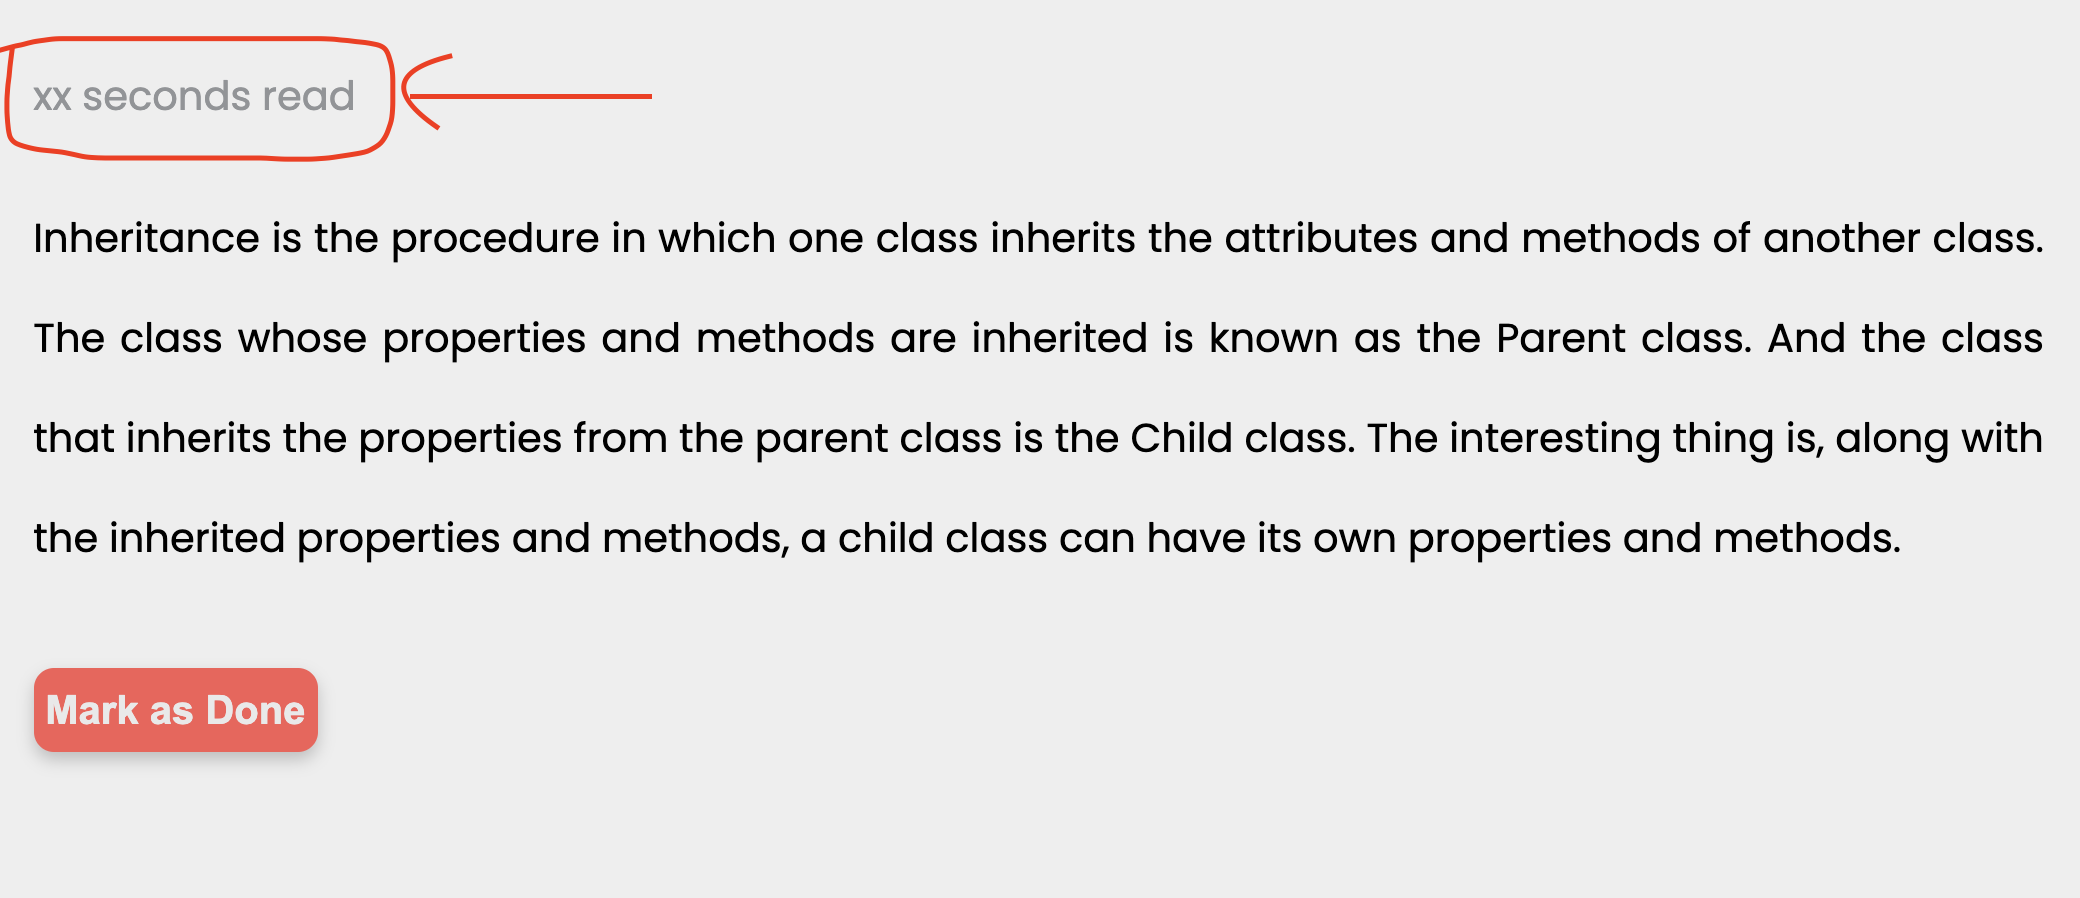 xx seconds read
Inheritance is the procedure in which one class inherits the attributes and methods of another class.
The class whose properties and methods are inherited is known as the Parent class. And the class
that inherits the properties from the parent class is the Child class. The interesting thing is, along with
the inherited properties and methods, a child class can have its own properties and methods.
Mark as Done